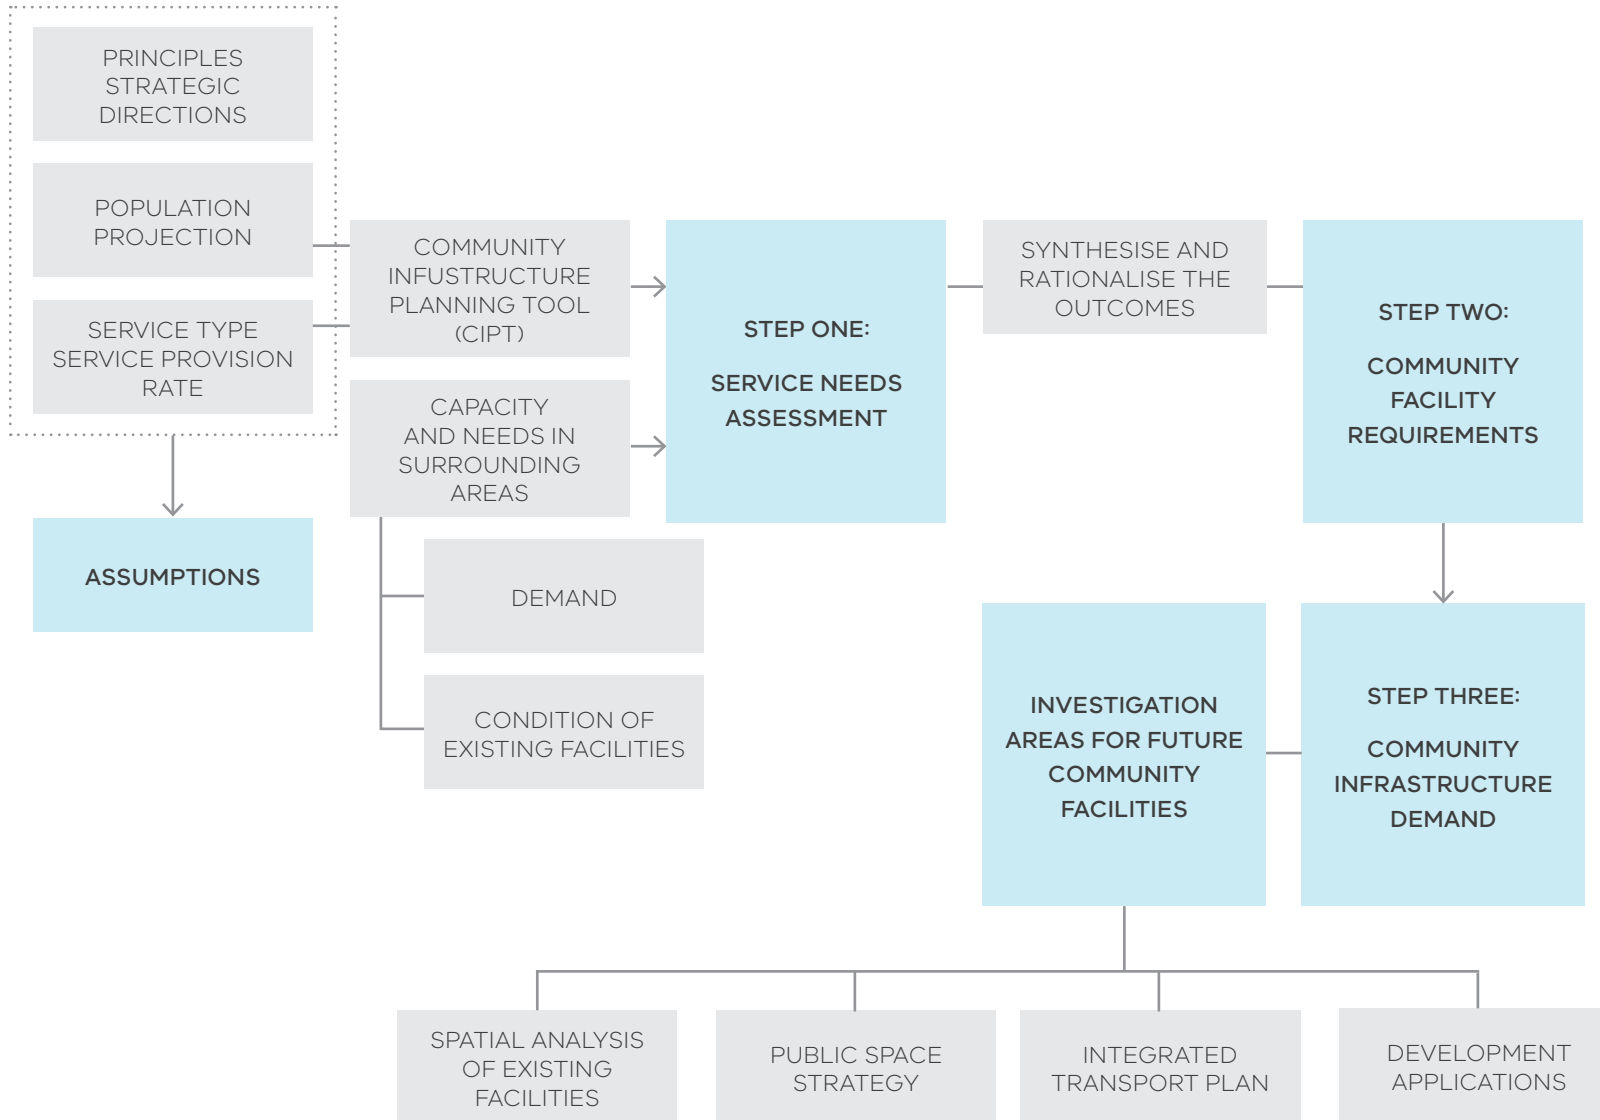 PRINCIPLES
STRATEGIC
DIRECTIONS
POPULATION
PROJECTION
SERVICE TYPE
SERVICE PROVISION
RATE
ASSUMPTIONS
COMMUNITY
INFUSTRUCTURE
PLANNING TOOL
(CIPT)
CAPACITY
AND NEEDS IN
SURROUNDING
AREAS
DEMAND
CONDITION OF
EXISTING FACILITIES
STEP ONE:
SERVICE NEEDS
ASSESSMENT
SYNTHESISE AND
RATIONALISE THE
OUTCOMES
STEP TWO:
COMMUNITY
FACILITY
REQUIREMENTS
STEP THREE:
COMMUNITY
INFRASTRUCTURE
DEMAND
INVESTIGATION
AREAS FOR FUTURE
COMMUNITY
FACILITIES
SPATIAL ANALYSIS
OF EXISTING
FACILITIES
PUBLIC SPACE
STRATEGY
INTEGRATED
TRANSPORT PLAN
DEVELOPMENT
APPLICATIONS